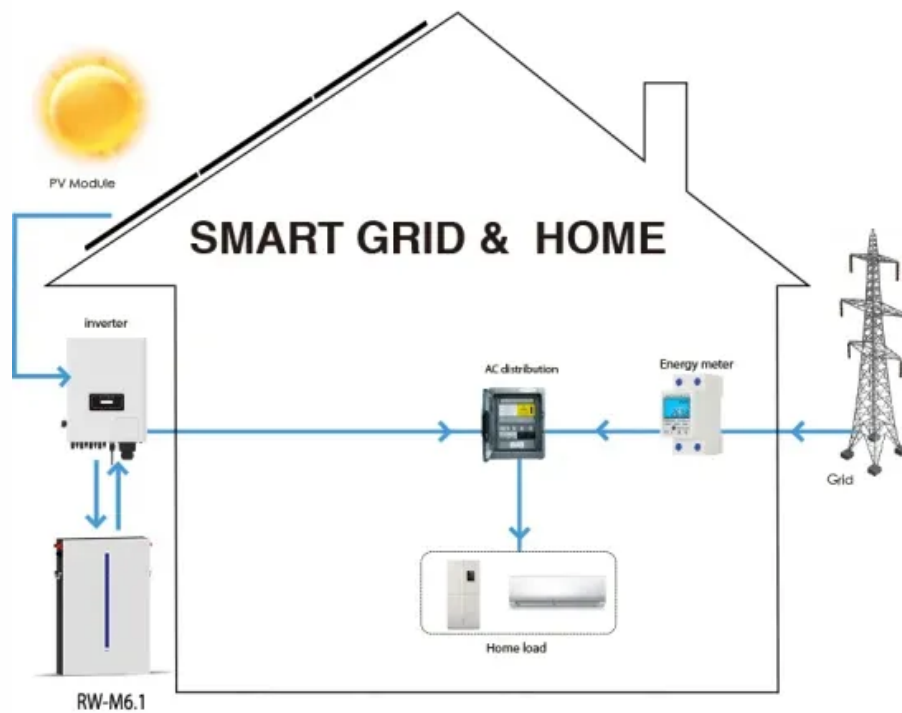 PV Module
SMART GRID & HOME
inverter
AC distribution
Energy meter
Grid
Home load
RW-M6.1